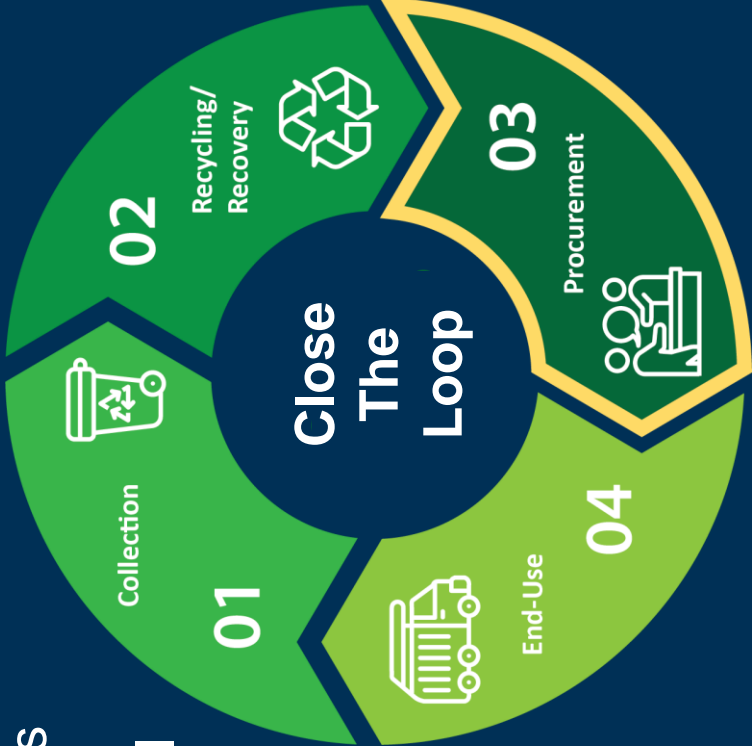 Close
The
Loop
01
Collection
02
Recycling/
Recovery
03
Procurement
04
End-Use
s